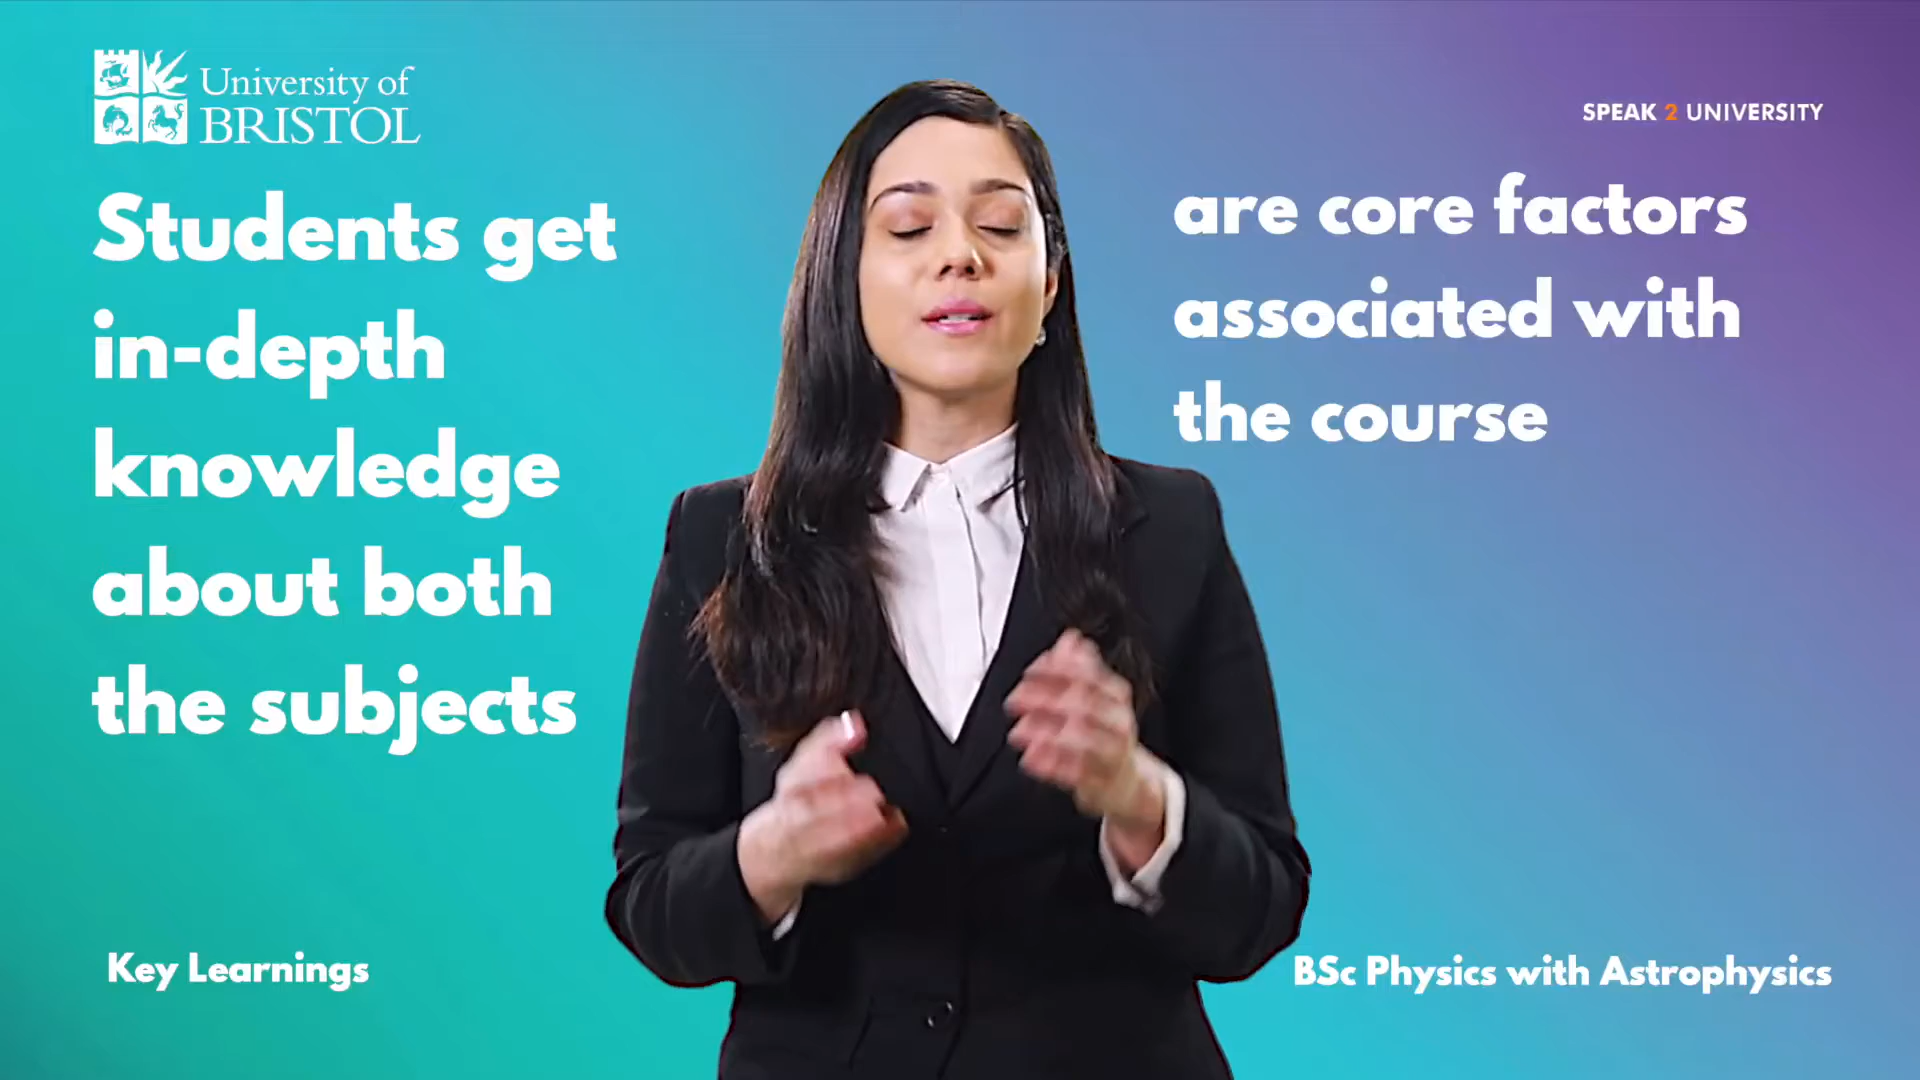 University of
BRISTOL
SPEAK 2 UNIVERSITY
Students get
in-depth
knowledge
about both
the subjects
are core factors
associated with
the course
Key Learnings
BSc Physics with Astrophysics